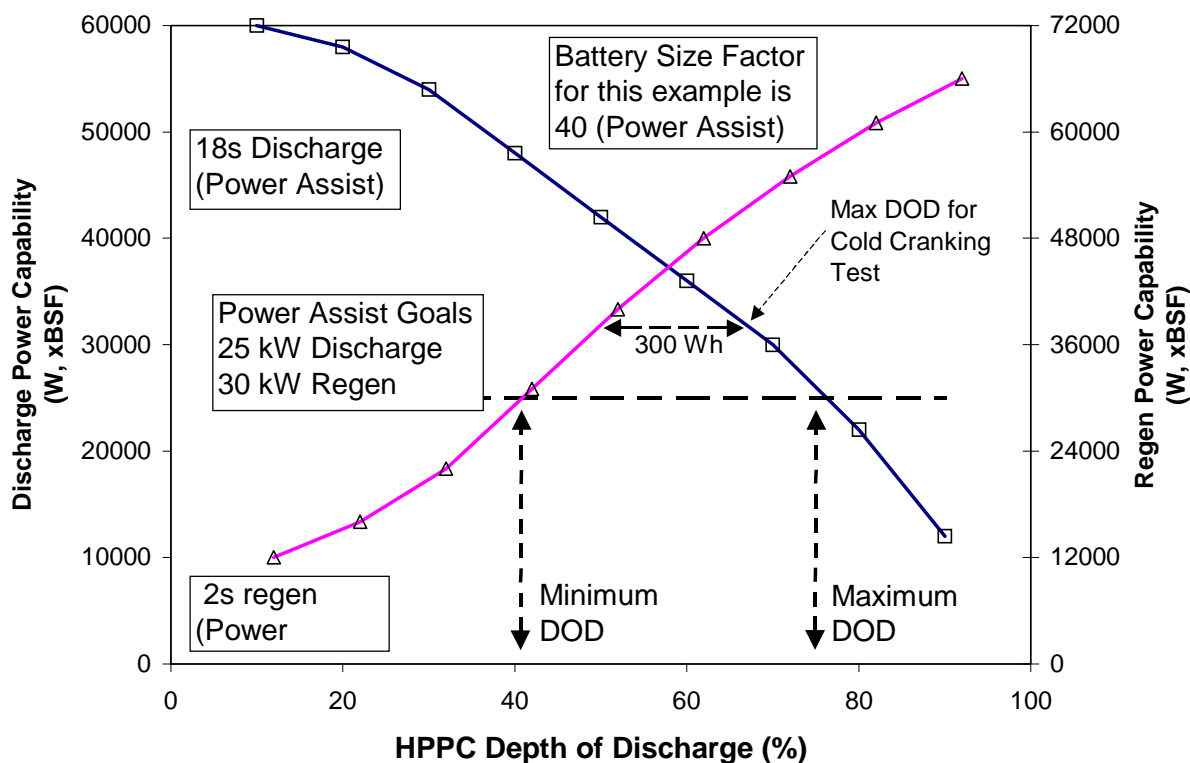 60000
50000
40000
30000
20000
10000
0
Discharge Power Capability
(W, xBSF)
72000
60000
48000
36000
24000
12000
0
Regen Power Capability
(W, xBSF)
Battery Size Factor
for this example is
40 (Power Assist)
18s Discharge
(Power Assist)
Max DOD for
Cold Cranking
Test
Power Assist Goals
25 kW Discharge
30 kW Regen
300 Wh
2s regen
(Power
Minimum
DOD
Maximum
DOD
0 20 40 60 80 100
HPPC Depth of Discharge (%)